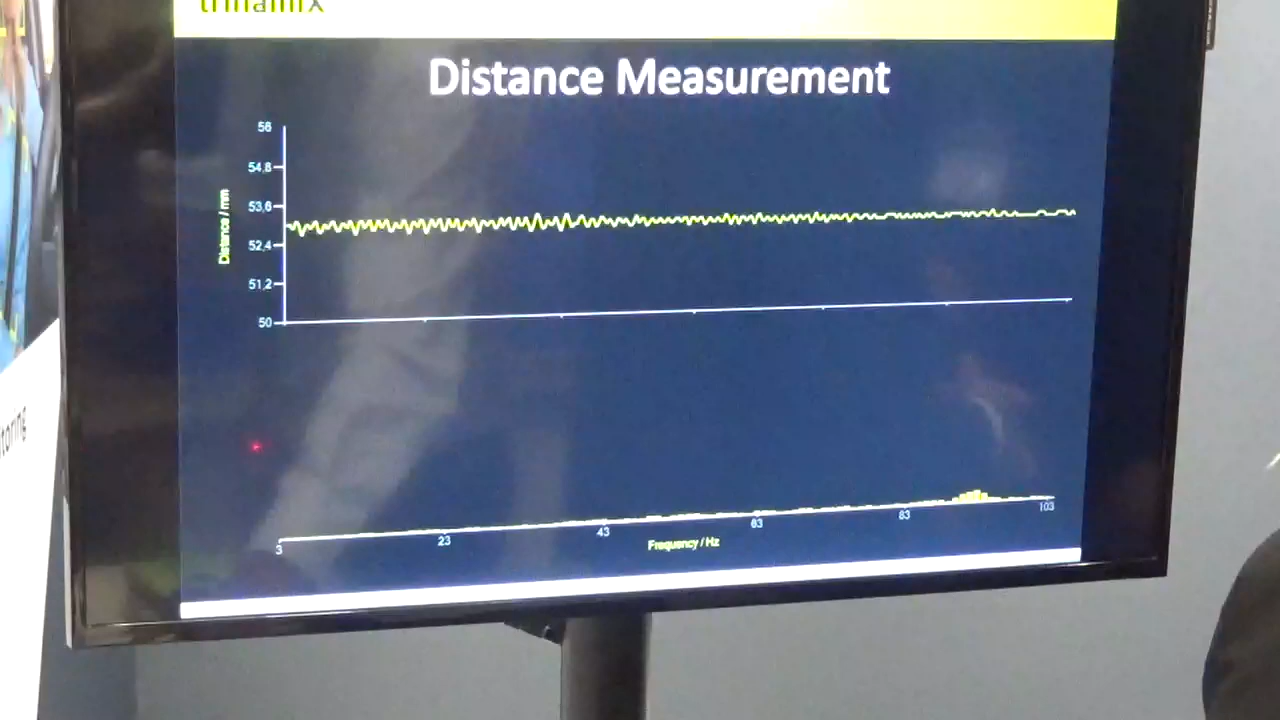 trinamiX
Distance Measurement
56
54,8
53,6
52,4
51,2
50
Distance / mm
3
23
43
63
83
103
Frequency / Hz
toring